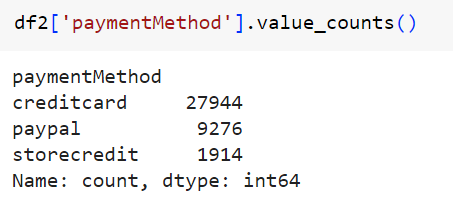 df2['paymentMethod'].value_counts()
paymentMethod
creditcard     27944
paypal          9276
storecredit     1914
Name: count, dtype: int64